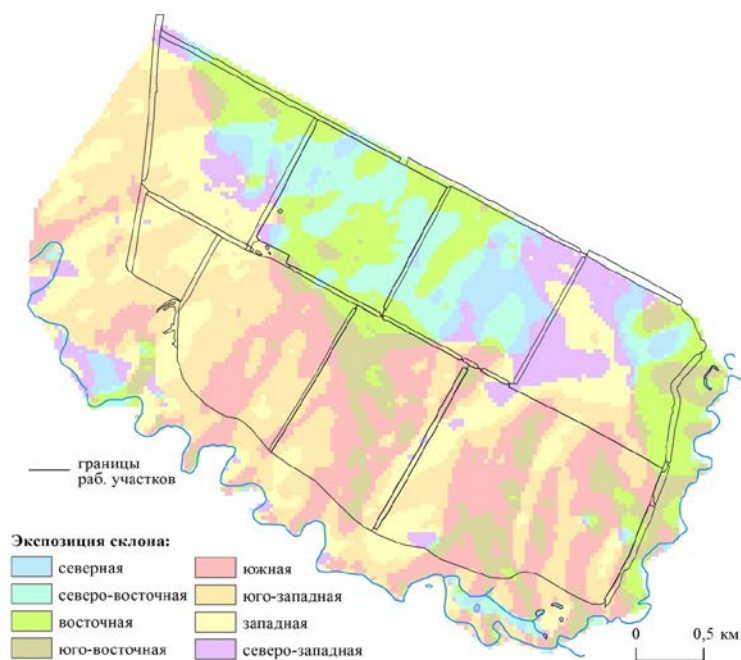 границы
раб. участков
Экспозиция склона:
северная
северо-восточная
восточная
юго-восточная
южная
юго-западная
западная
северо-западная
0 0,5 км